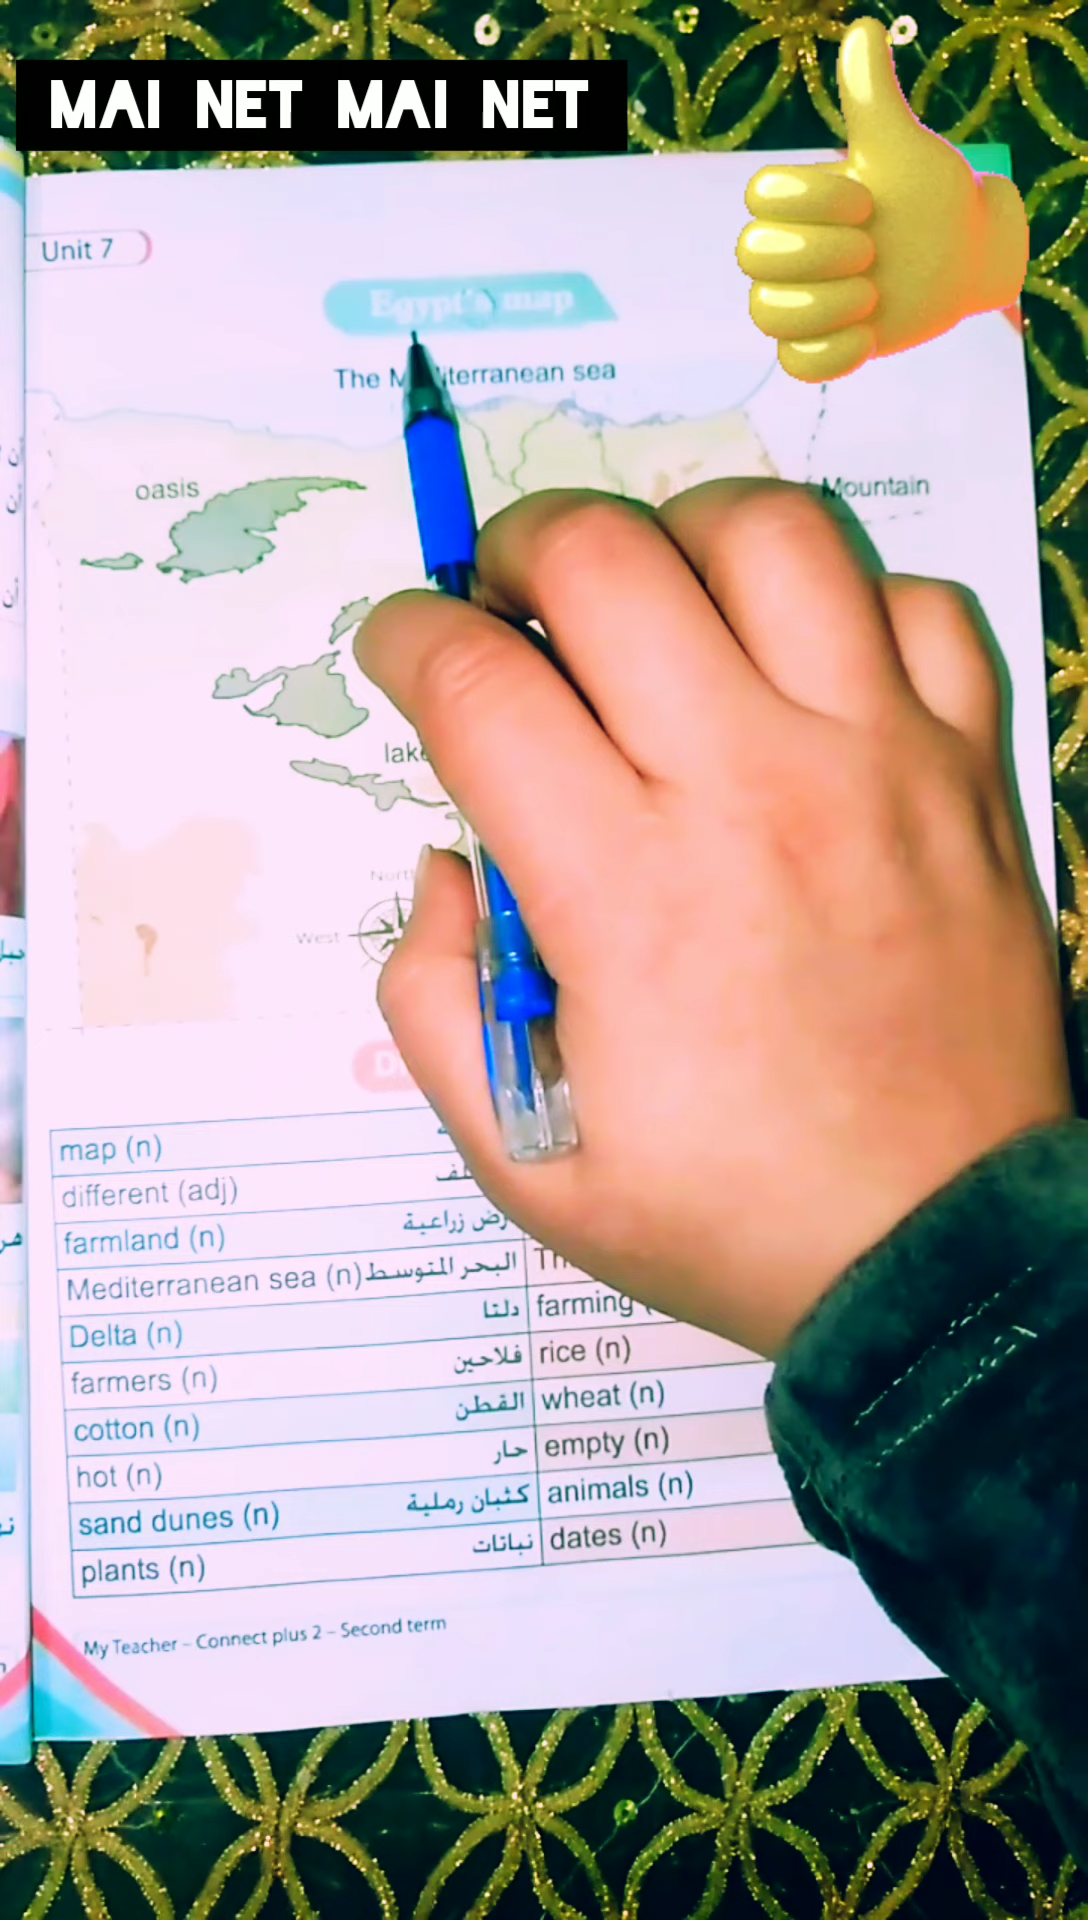 MAI NET MAI NET
Unit 7
Egypt's map
The Mediterranean sea
oasis
Mountain
lake
North
West
map (n)
different (adj)
farmland (n) أرض زراعية
Mediterranean sea (n) البحر المتوسط
Delta (n) دلتا farming
farmers (n) فلاحين rice (n)
cotton (n) القطن wheat (n)
hot (n) حار empty (n)
sand dunes (n) كثبان رملية animals (n)
plants (n) نباتات dates (n)
My Teacher – Connect plus 2 – Second term